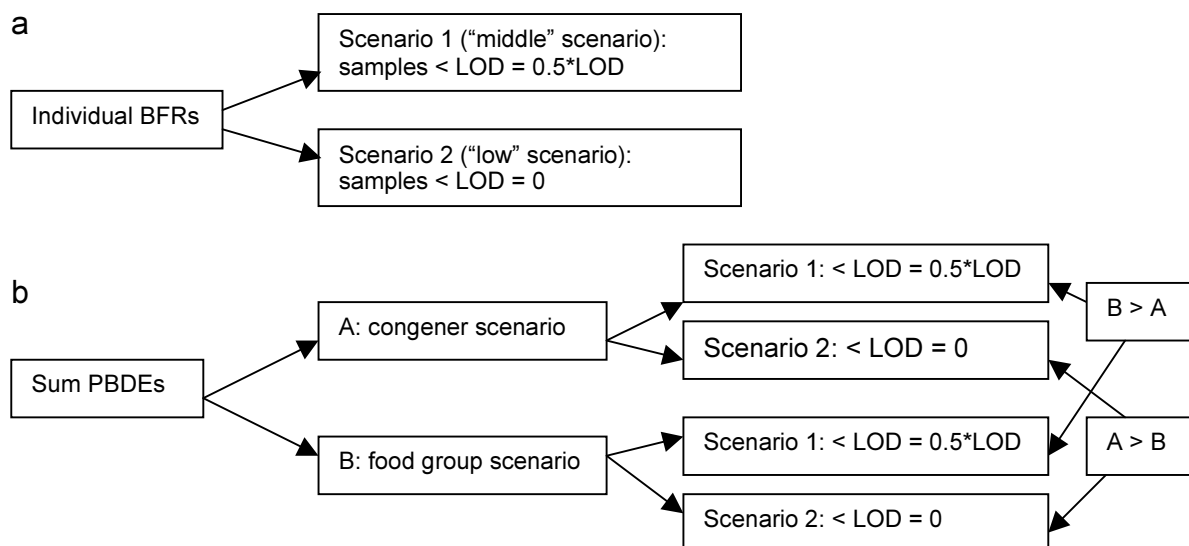 a
Individual BFRs
Scenario 1 (“middle” scenario):
samples < LOD = 0.5*LOD
Scenario 2 (“low” scenario):
samples < LOD = 0
b
Sum PBDEs
A: congener scenario
B: food group scenario
Scenario 1: < LOD = 0.5*LOD
Scenario 2: < LOD = 0
Scenario 1: < LOD = 0.5*LOD
Scenario 2: < LOD = 0
B > A
A > B